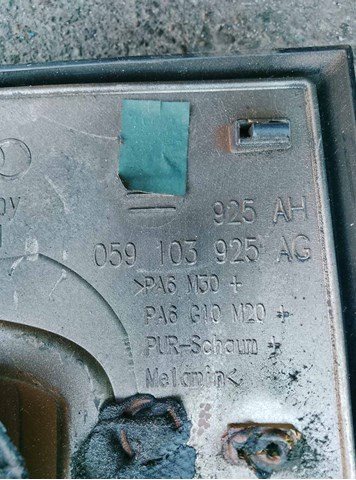 925 AH
059 103 925 AG
>PA6 M30 +
PA6 G10 M20 +
PUR-Schaum +
Melamin<